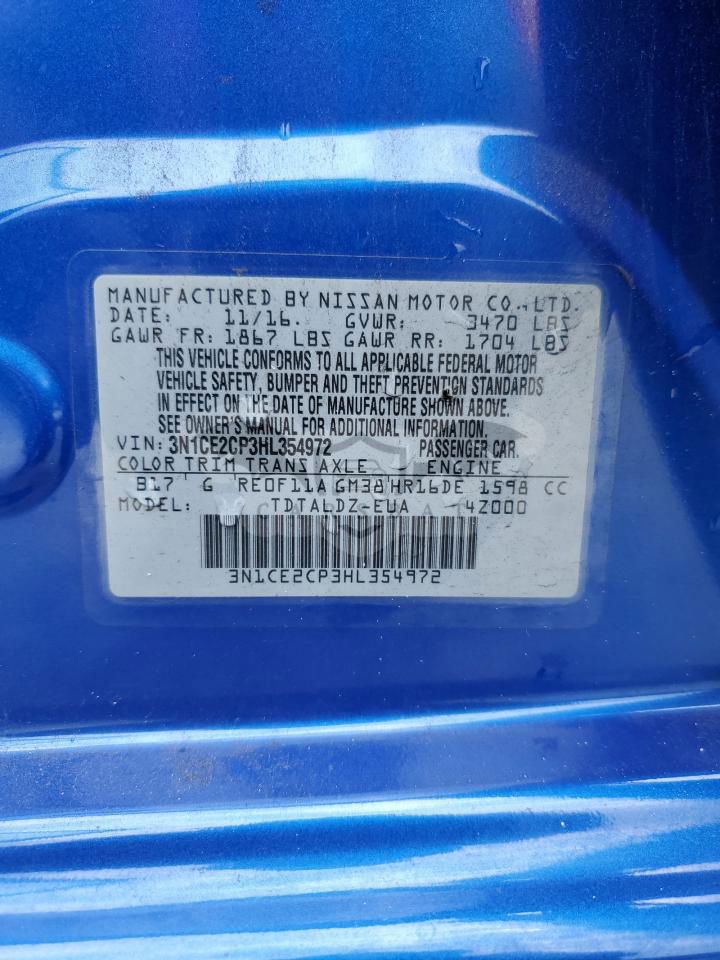 MANUFACTURED BY NISSAN MOTOR CO., LTD.
DATE: 11/16. GVWR: 3470 LBS
GAWR FR: 1867 LBS GAWR RR: 1704 LBS
THIS VEHICLE CONFORMS TO ALL APPLICABLE FEDERAL MOTOR
VEHICLE SAFETY, BUMPER AND THEFT PREVENTION STANDARDS
IN EFFECT ON THE DATE OF MANUFACTURE SHOWN ABOVE.
SEE OWNER'S MANUAL FOR ADDITIONAL INFORMATION.
VIN: 3N1CE2CP3HL354972 PASSENGER CAR.
COLOR TRIM TRANS AXLE ENGINE
B17 G RE0F11A GM38 HR16DE 1598 CC
MODEL: TDTALDZ-EUA 4Z000
3N1CE2CP3HL354972